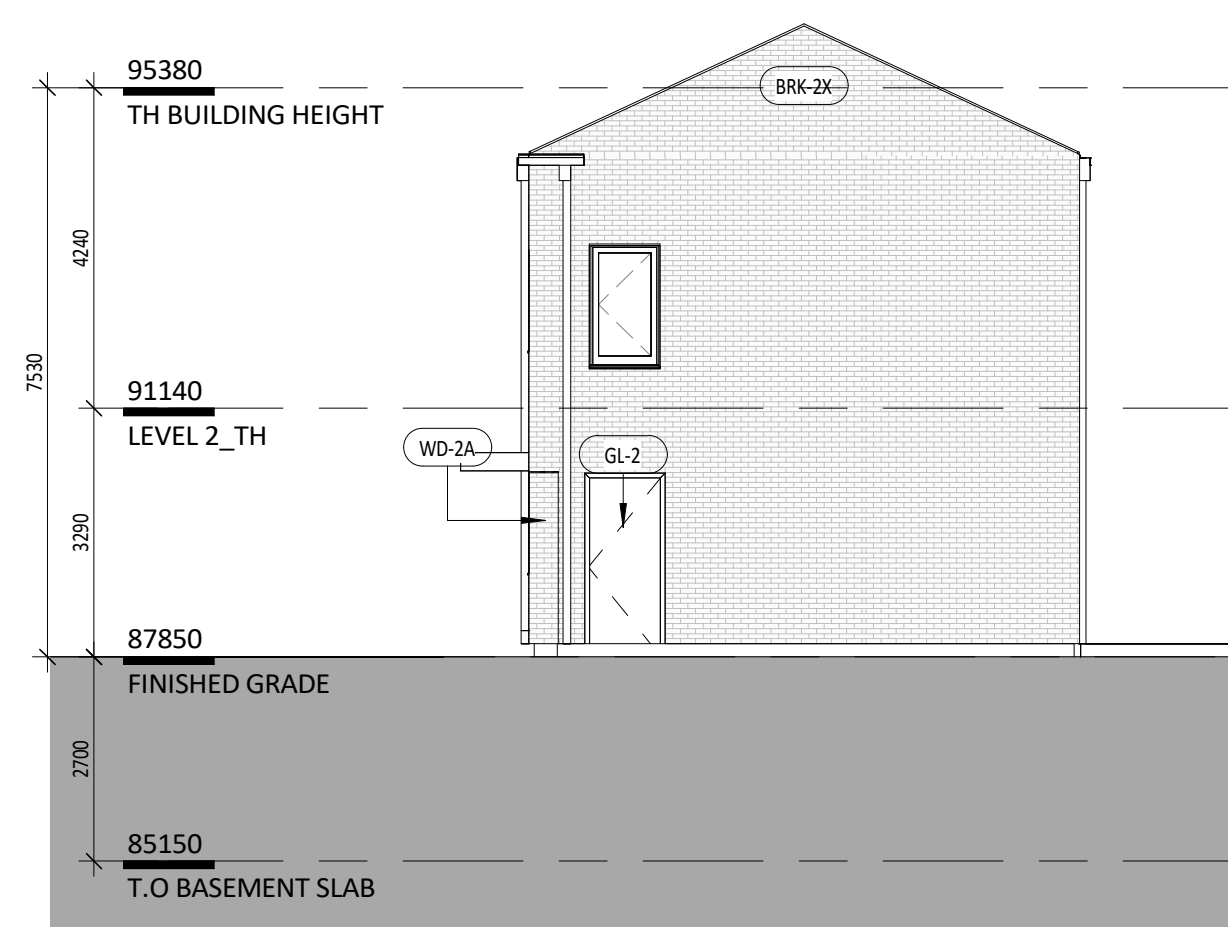 95380
TH BUILDING HEIGHT
BRK-2X
4240
7530
91140
LEVEL 2_TH
WD-2A
GL-2
3290
87850
FINISHED GRADE
2700
85150
T.O BASEMENT SLAB